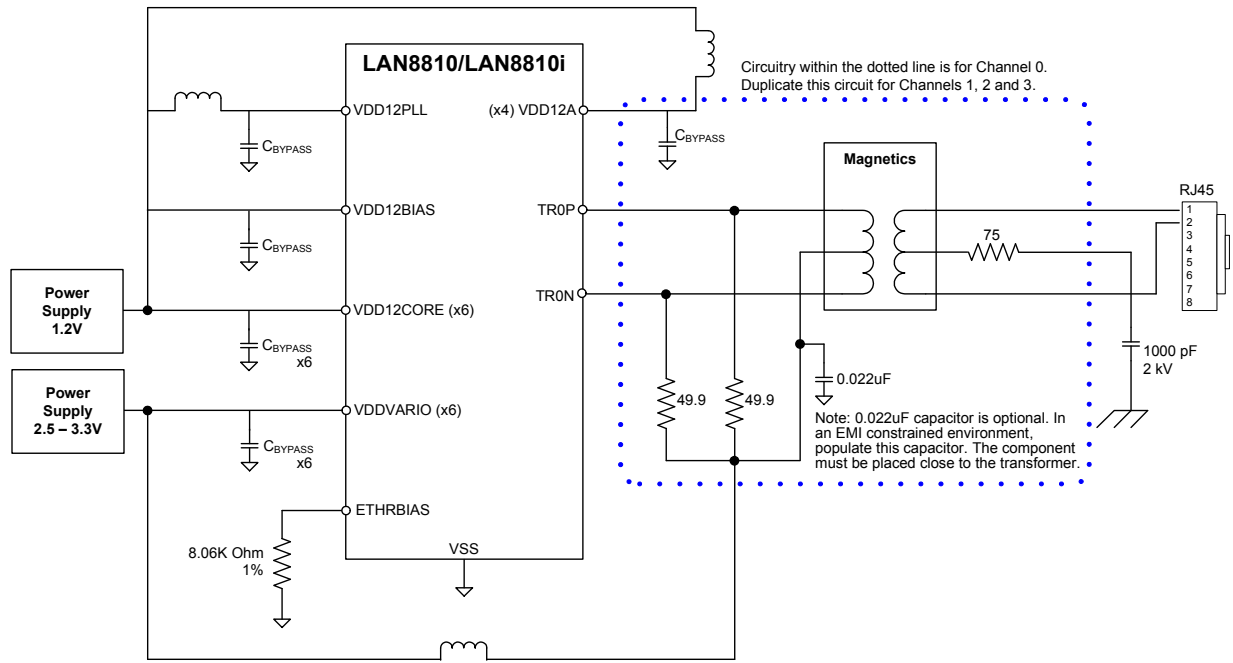 LAN8810/LAN8810i
Circuitry within the dotted line is for Channel 0.
Duplicate this circuit for Channels 1, 2 and 3.
VDD12PLL
(x4) VDD12A
CBYPASS
CBYPASS
Magnetics
RJ45
VDD12BIAS
TR0P
1
2
3
4
5
6
7
8
75
CBYPASS
Power
Supply
1.2V
VDD12CORE (x6)
TR0N
CBYPASS
x6
1000 pF
2 kV
Power
Supply
2.5 – 3.3V
0.022uF
VDDVARIO (x6)
49.9
49.9
Note: 0.022uF capacitor is optional. In
an EMI constrained environment,
populate this capacitor. The component
must be placed close to the transformer.
CBYPASS
x6
ETHRBIAS
8.06K Ohm
1%
VSS